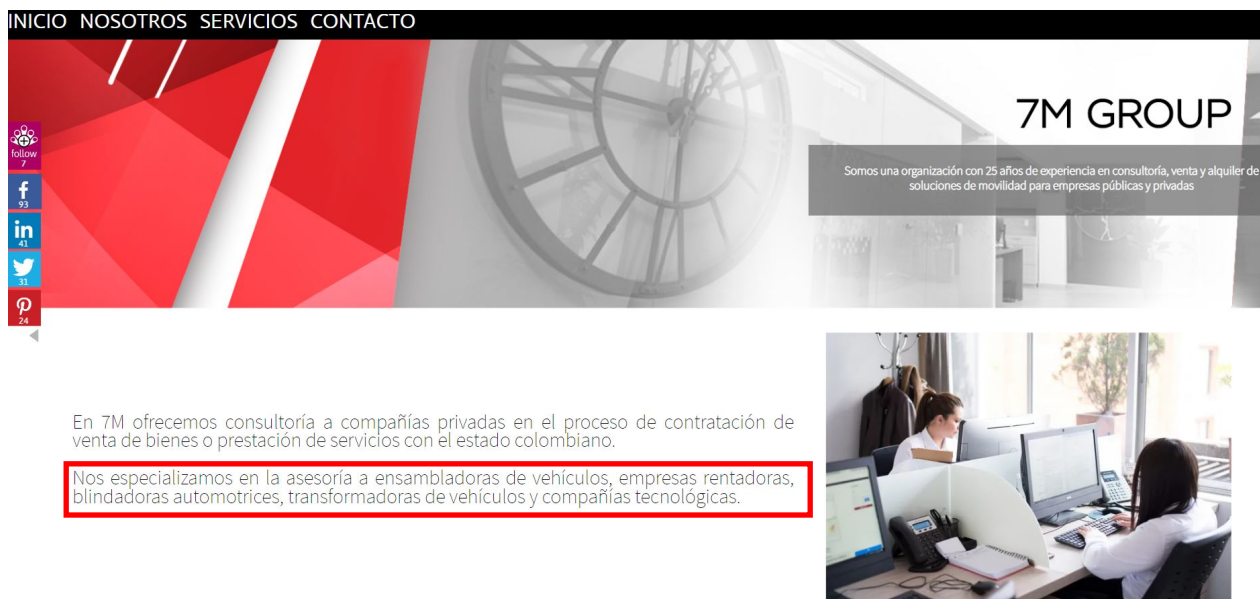 INICIO NOSOTROS SERVICIOS CONTACTO
7M GROUP
Somos una organización con 25 años de experiencia en consultoría, venta y alquiler de
soluciones de movilidad para empresas públicas y privadas
follow
7
93
in
41
31
24
En 7M ofrecemos consultoría a compañías privadas en el proceso de contratación de
venta de bienes o prestación de servicios con el estado colombiano.
Nos especializamos en la asesoría a ensambladoras de vehículos, empresas rentadoras,
blindadoras automotrices, transformadoras de vehículos y compañías tecnológicas.